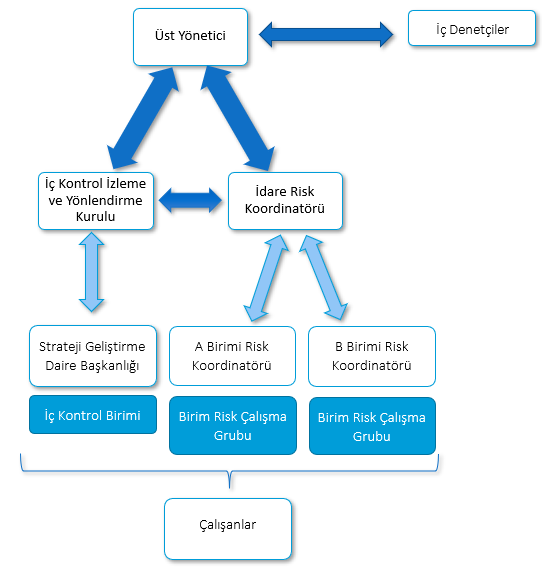 Üst Yönetici
İç Denetçiler
İç Kontrol İzleme
ve Yönlendirme
Kurulu
İdare Risk
Koordinatörü
Strateji Geliştirme
Daire Başkanlığı
A Birimi Risk
Koordinatörü
B Birimi Risk
Koordinatörü
İç Kontrol Birimi
Birim Risk Çalışma
Grubu
Birim Risk Çalışma
Grubu
Çalışanlar